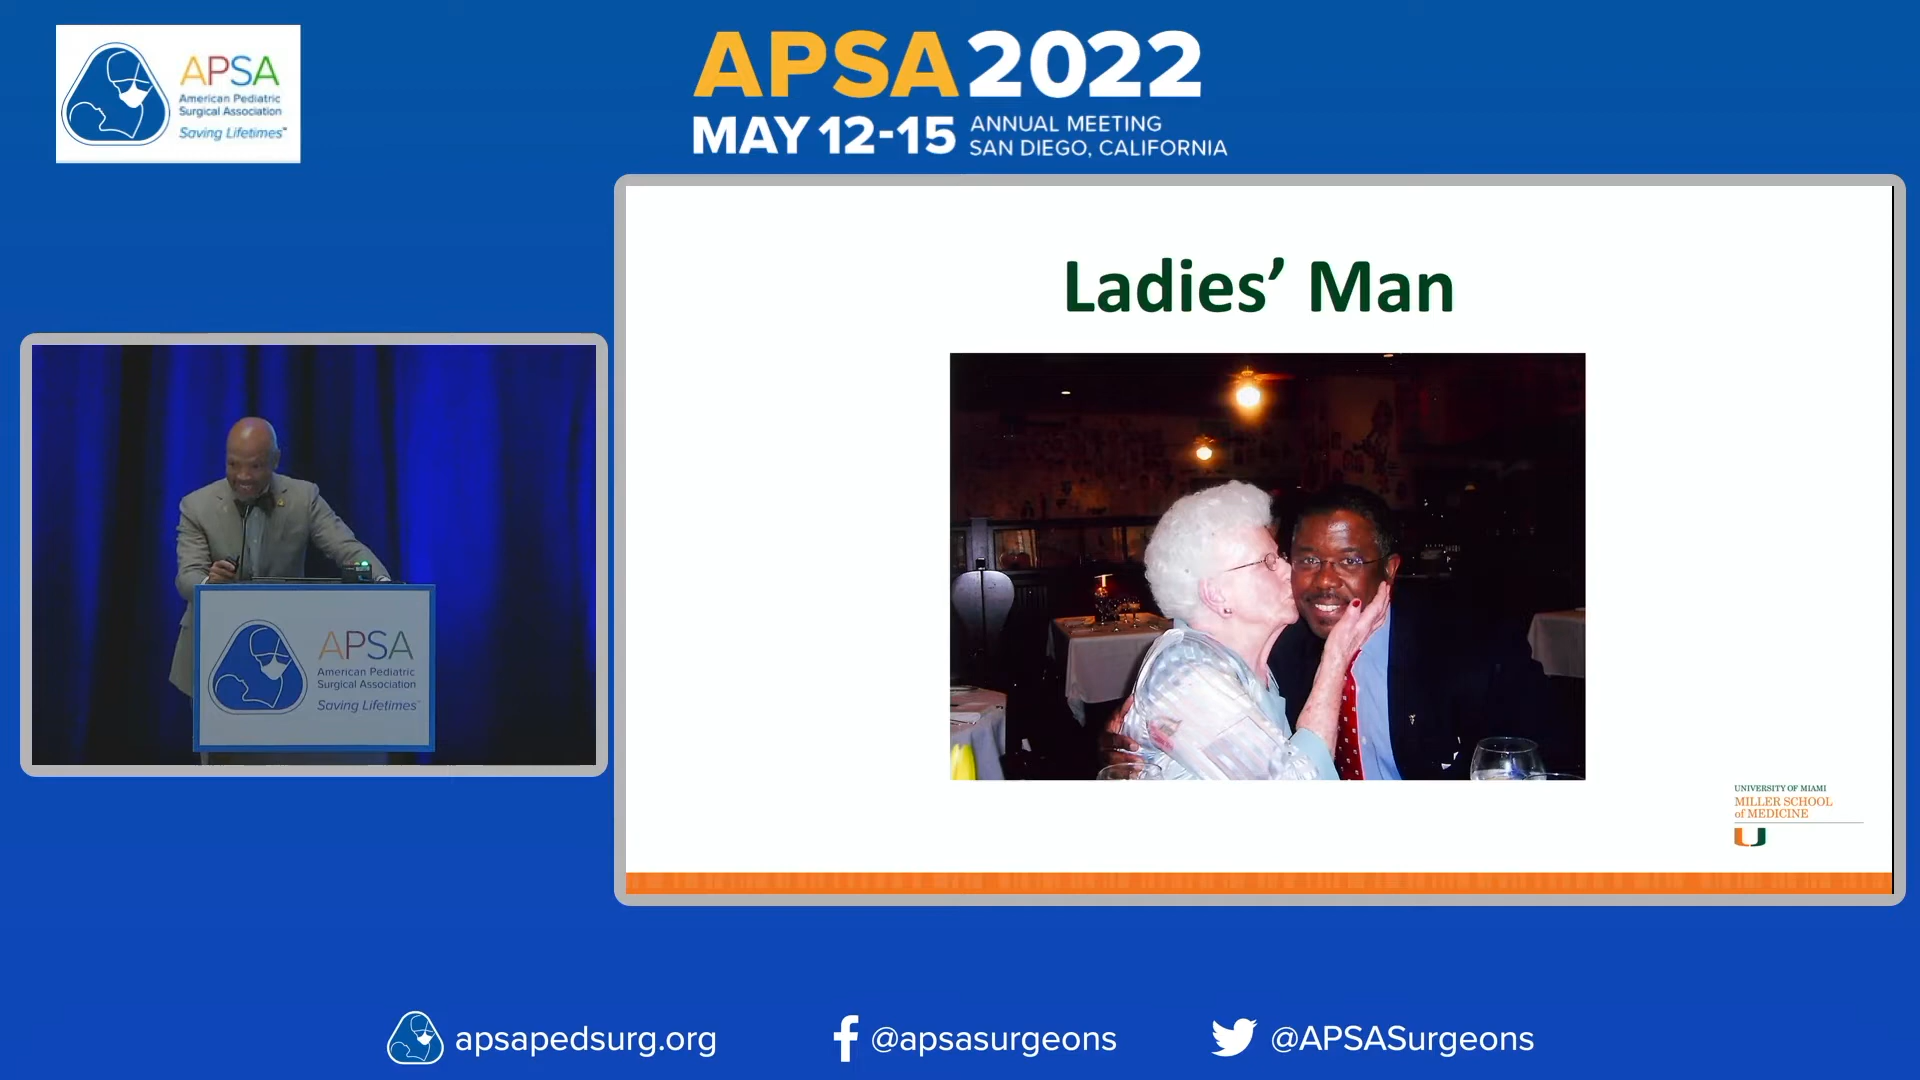 APSA
American Pediatric
Surgical Association
Saving Lifetimes™
APSA 2022
MAY 12-15
ANNUAL MEETING
SAN DIEGO, CALIFORNIA
APSA
American Pediatric
Surgical Association
Saving Lifetimes
Ladies’ Man
UNIVERSITY OF MIAMI
MILLER SCHOOL
of MEDICINE
U
apsapedsurg.org
@apsasurgeons
@APSASurgeons